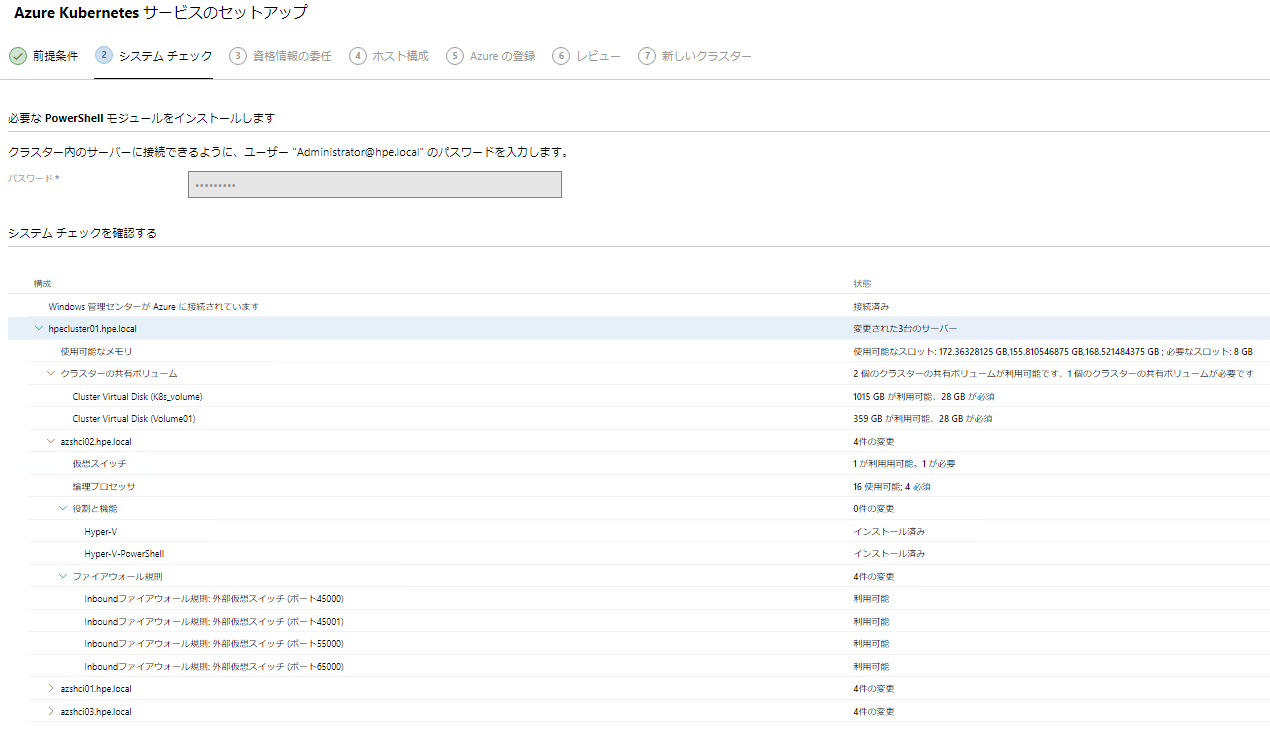 Azure Kubernetes サービスのセットアップ
前提条件 2 システム チェック 3 資格情報の委任 4 ホスト構成 5 Azure の登録 6 レビュー 7 新しいクラスター
必要な PowerShell モジュールをインストールします
クラスター内のサーバーに接続できるように、ユーザー "Administrator@hpe.local" のパスワードを入力します。
パスワード * •••••••••
システム チェックを確認する
構成 状態
Windows 管理センターが Azure に接続されています 接続済み
hpecluster01.hpe.local 変更された3台のサーバー
使用可能なメモリ 使用可能なスロット: 172.36328125 GB,155.810546875 GB,168.521484375 GB ; 必要なスロット: 8 GB
クラスターの共有ボリューム 2 個のクラスターの共有ボリュームが利用可能です、1 個のクラスターの共有ボリュームが必要です
Cluster Virtual Disk (K8s_volume) 1015 GB が利用可能、28 GB が必須
Cluster Virtual Disk (Volume01) 359 GB が利用可能、28 GB が必須
azshci02.hpe.local 4件の変更
仮想スイッチ 1 が利用用可能。1 が必要
論理プロセッサ 16 使用可能; 4 必須
役割と機能 0件の変更
Hyper-V インストール済み
Hyper-V-PowerShell インストール済み
ファイアウォール規則 4件の変更
Inboundファイアウォール規則: 外部仮想スイッチ (ポート45000) 利用可能
Inboundファイアウォール規則: 外部仮想スイッチ (ポート45001) 利用可能
Inboundファイアウォール規則: 外部仮想スイッチ (ポート55000) 利用可能
Inboundファイアウォール規則: 外部仮想スイッチ (ポート65000) 利用可能
azshci01.hpe.local 4件の変更
azshci03.hpe.local 4件の変更